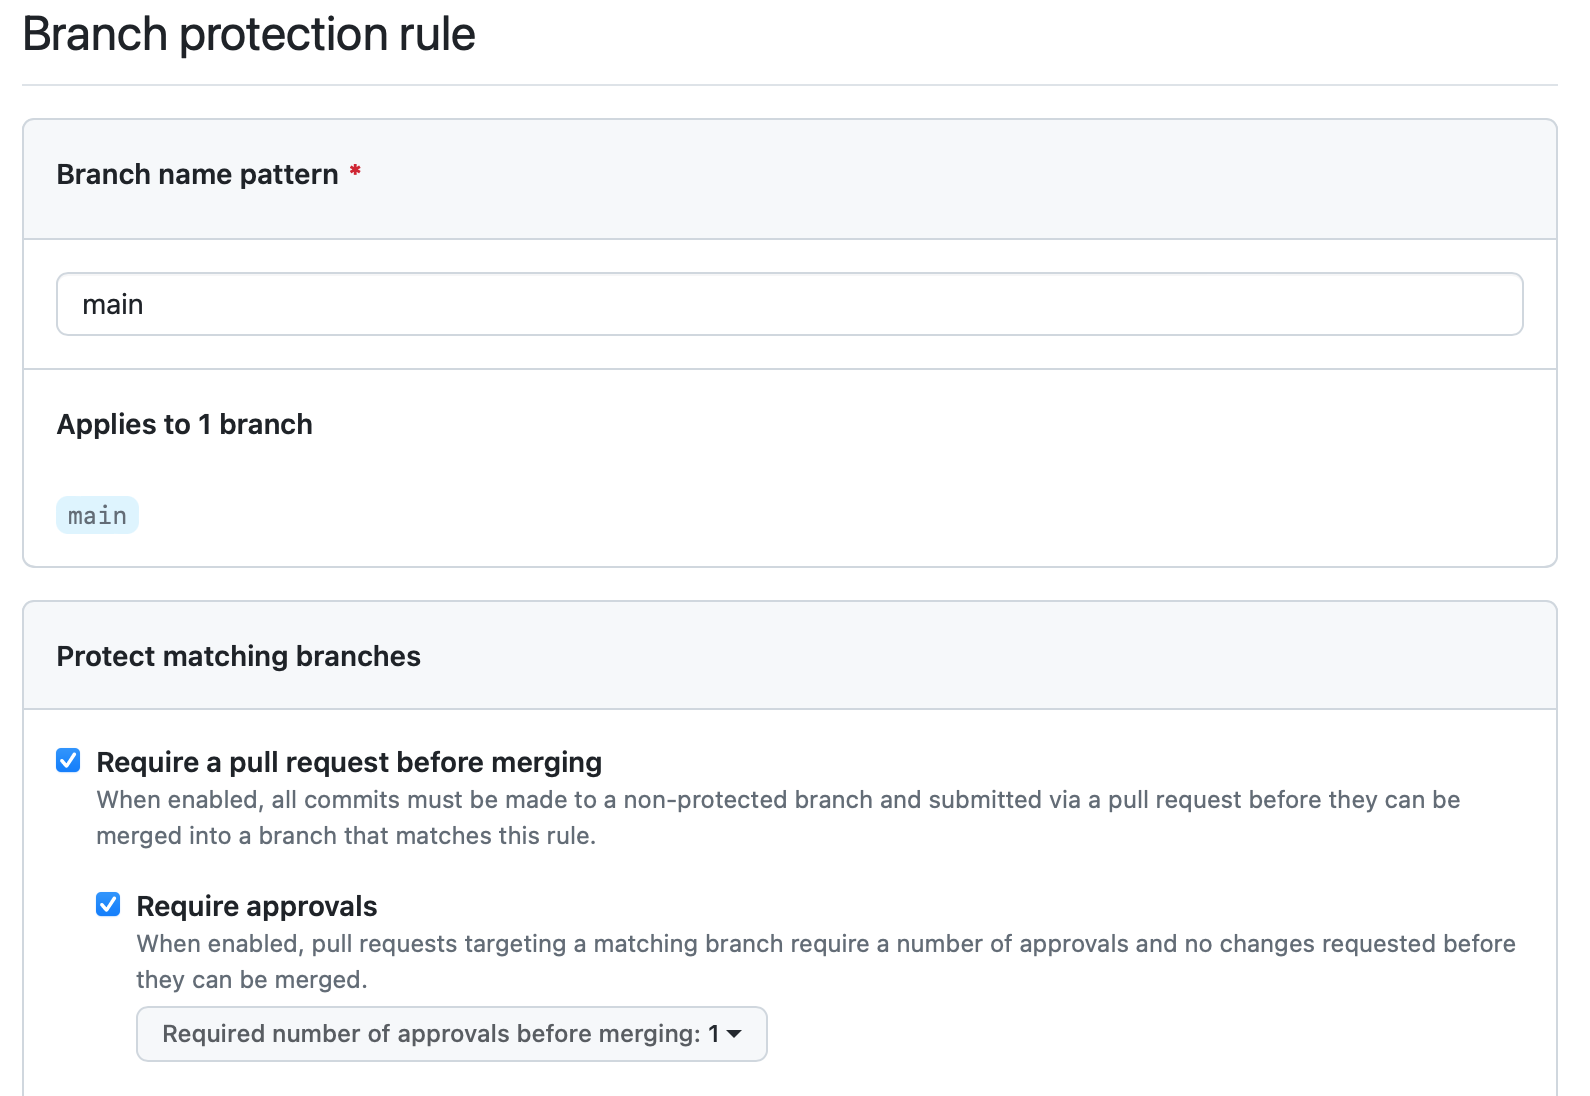 Branch protection rule
Branch name pattern *
main
Applies to 1 branch
main
Protect matching branches
Require a pull request before merging
When enabled, all commits must be made to a non-protected branch and submitted via a pull request before they can be
merged into a branch that matches this rule.
Require approvals
When enabled, pull requests targeting a matching branch require a number of approvals and no changes requested before
they can be merged.
Required number of approvals before merging: 1